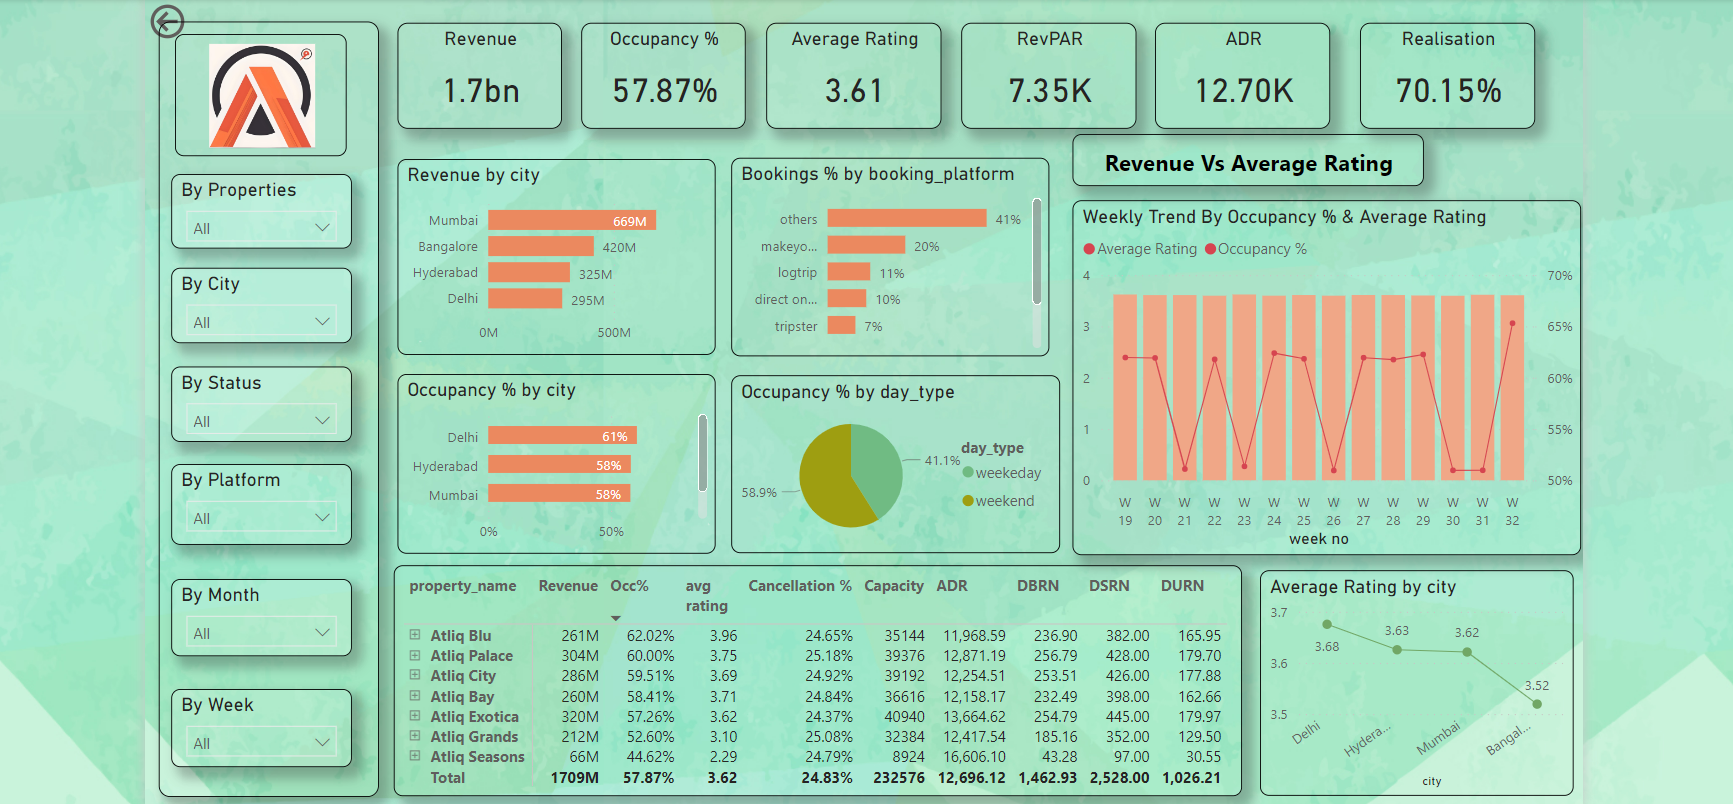 Revenue
1.7bn
Occupancy %
57.87%
Average Rating
3.61
RevPAR
7.35K
ADR
12.70K
Realisation
70.15%
By Properties
All
By City
All
By Status
All
By Platform
All
By Month
All
By Week
All
Revenue by city
Mumbai 669M
Bangalore 420M
Hyderabad 325M
Delhi 295M
0M 500M
Bookings % by booking_platform
others 41%
makeyo... 20%
logtrip 11%
direct on... 10%
tripster 7%
Revenue Vs Average Rating
Weekly Trend By Occupancy % & Average Rating
Average Rating Occupancy %
4 70%
3 65%
2 60%
1 55%
0 50%
W W W W W W W W W W W W W W
19 20 21 22 23 24 25 26 27 28 29 30 31 32
week no
Occupancy % by city
Delhi 61%
Hyderabad 58%
Mumbai 58%
0% 50%
Occupancy % by day_type
41.1%
58.9%
day_type
weekeday
weekend
property_name Revenue Occ% avg rating Cancellation % Capacity ADR DBRN DSRN DURN
Atliq Blu 261M 62.02% 3.96 24.65% 35144 11,968.59 236.90 382.00 165.95
Atliq Palace 304M 60.00% 3.75 25.18% 39376 12,871.19 256.79 428.00 179.70
Atliq City 286M 59.51% 3.69 24.92% 39192 12,254.51 253.51 426.00 177.88
Atliq Bay 260M 58.41% 3.71 24.84% 36616 12,158.17 232.49 398.00 162.66
Atliq Exotica 320M 57.26% 3.62 24.37% 40940 13,664.62 254.79 445.00 179.97
Atliq Grands 212M 52.60% 3.10 25.08% 32384 12,417.54 185.16 352.00 129.50
Atliq Seasons 66M 44.62% 2.29 24.79% 8924 16,606.10 43.28 97.00 30.55
Total 1709M 57.87% 3.62 24.83% 232576 12,696.12 1,462.93 2,528.00 1,026.21
Average Rating by city
3.7
3.6
3.5
3.68
3.63
3.62
3.52
Delhi
Hydera...
Mumbai
Bangal...
city